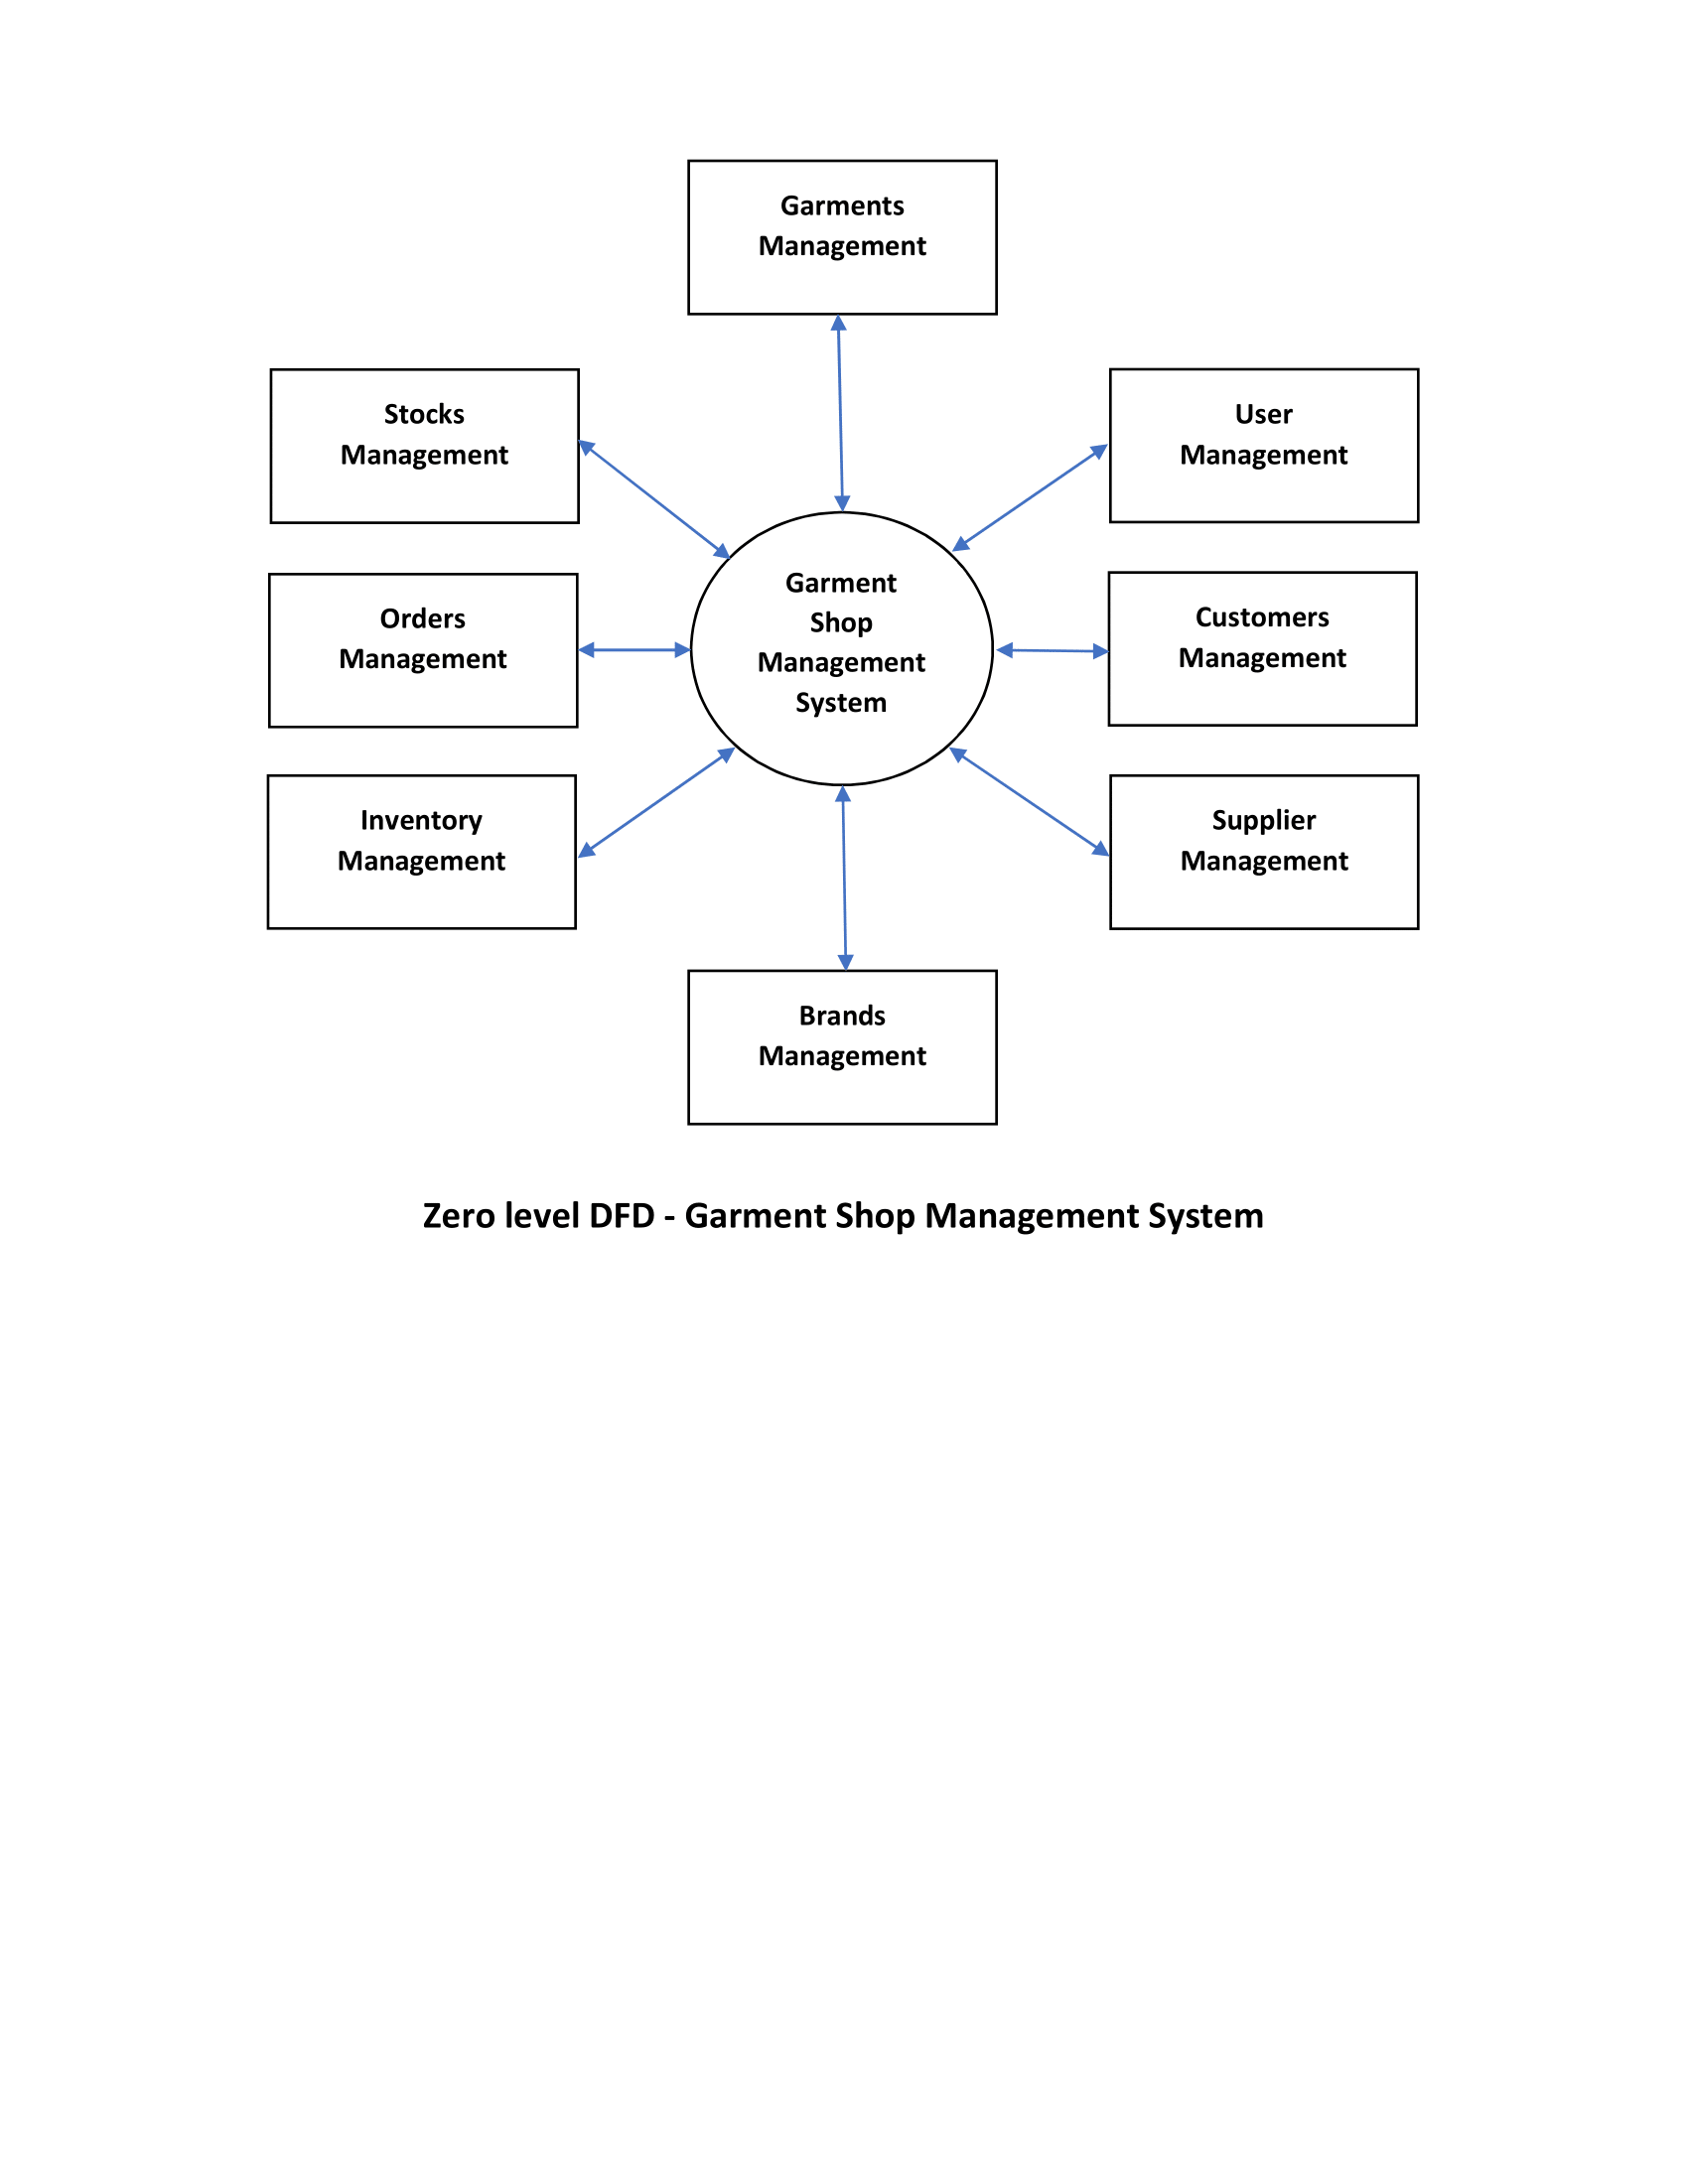 Garments
Management
Stocks
Management
User
Management
Garment
Shop
Management
System
Orders
Management
Customers
Management
Inventory
Management
Supplier
Management
Brands
Management
Zero level DFD - Garment Shop Management System